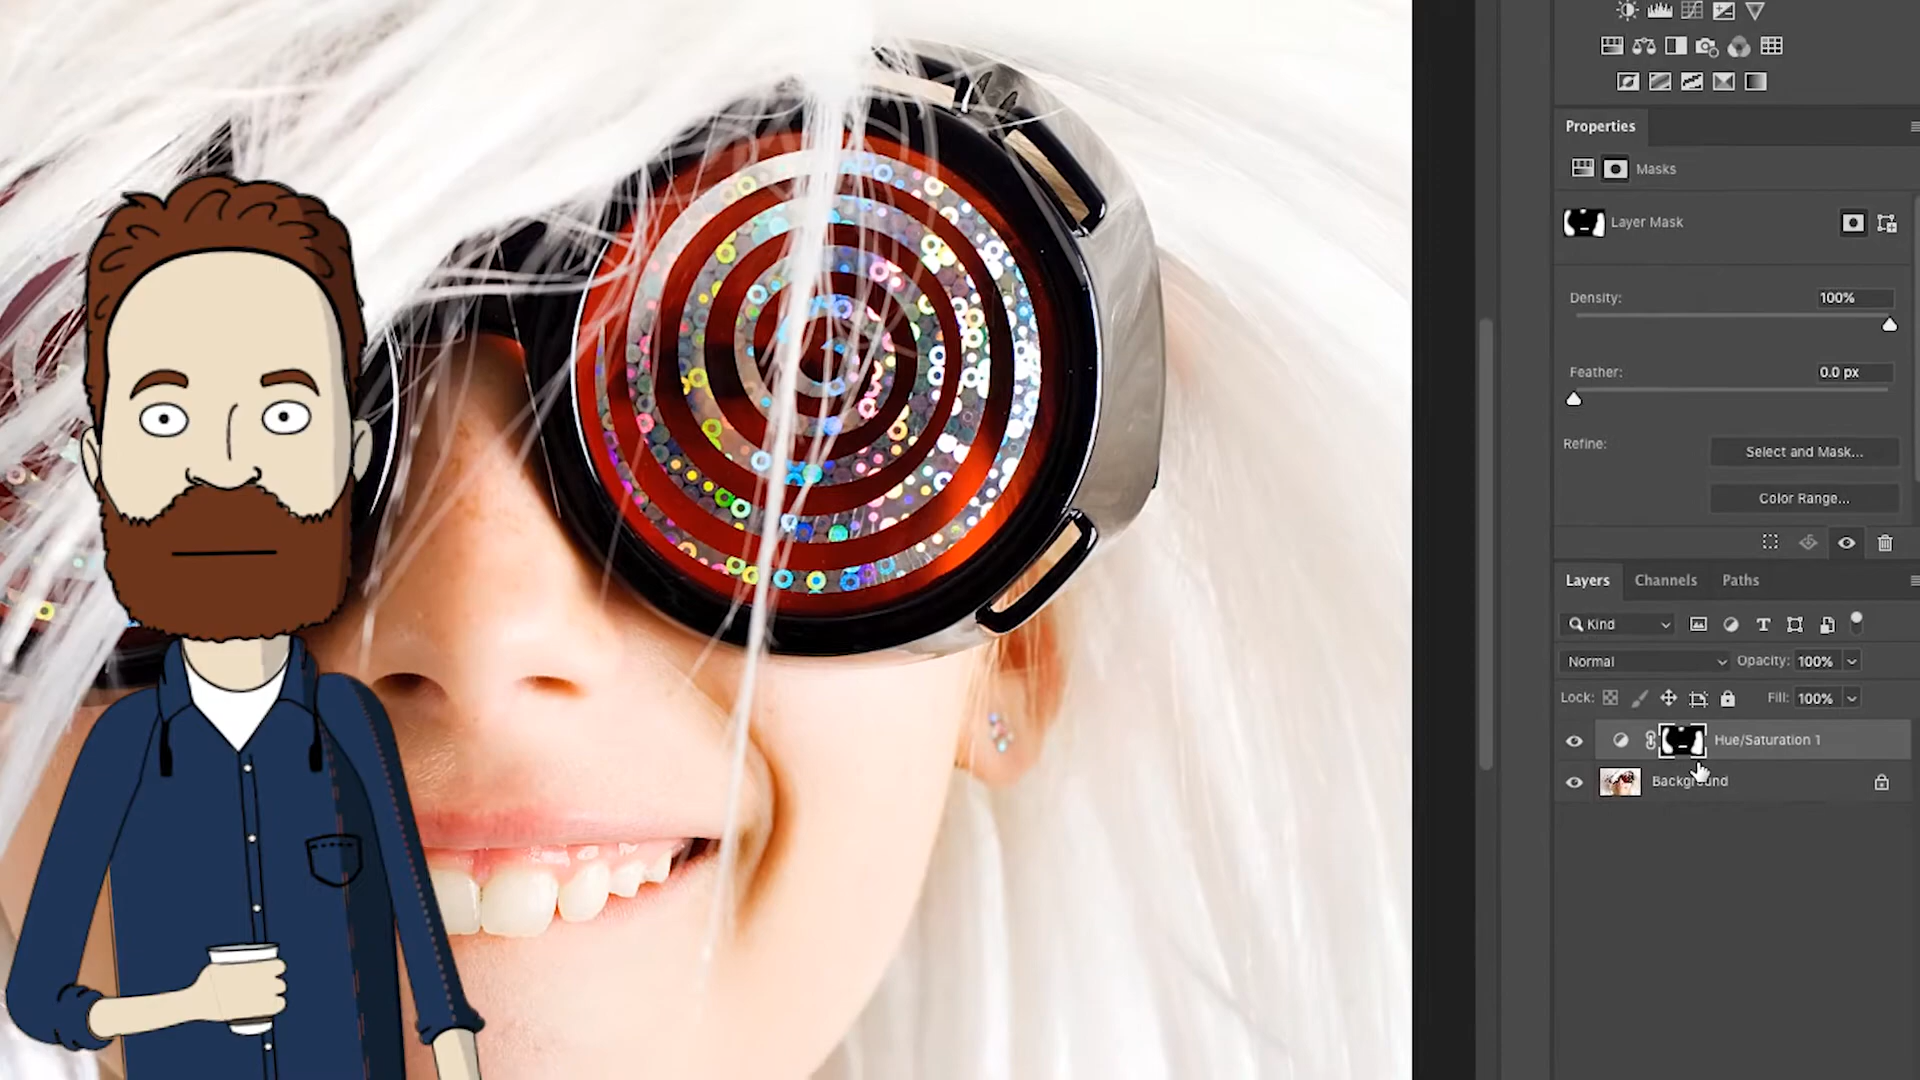 Properties
Masks
Layer Mask
Density:
100%
Feather:
0.0 px
Refine:
Select and Mask...
Color Range...
Layers
Channels
Paths
Kind
Normal
Opacity:
100%
Lock:
Fill:
100%
Hue/Saturation 1
Background